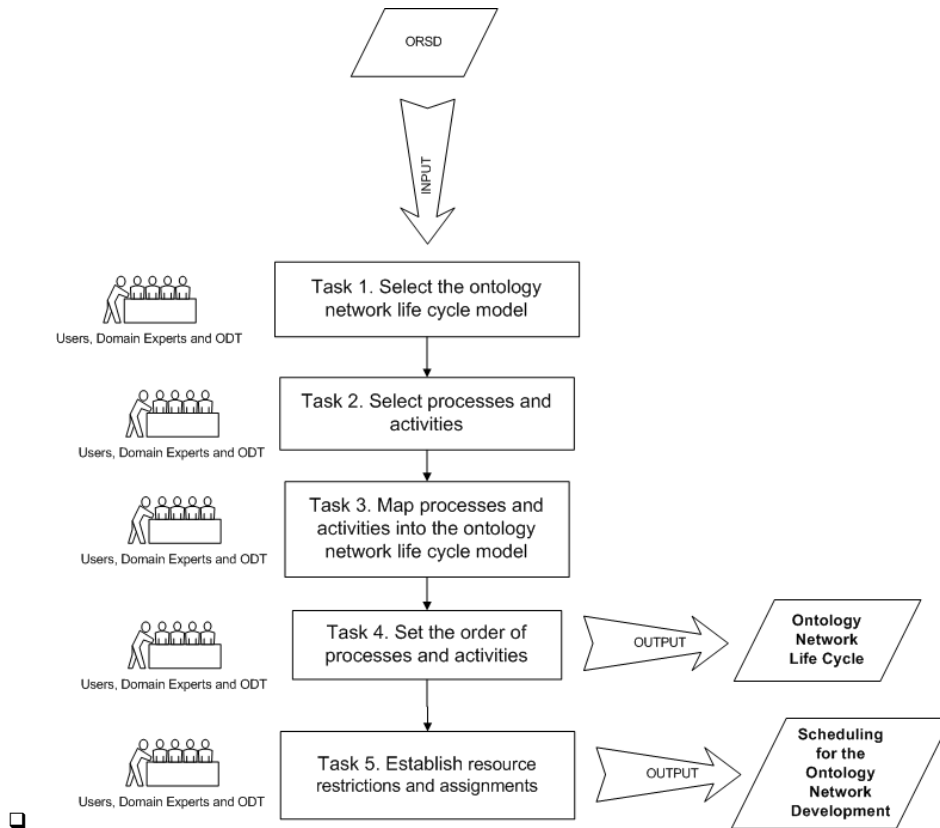 ORSD
INPUT
Task 1. Select the ontology
network life cycle model
Users, Domain Experts and ODT
Task 2. Select processes and
activities
Users, Domain Experts and ODT
Task 3. Map processes and
activities into the ontology
network life cycle model
Users, Domain Experts and ODT
Task 4. Set the order of
processes and activities
Users, Domain Experts and ODT
OUTPUT
Ontology
Network
Life Cycle
Task 5. Establish resource
restrictions and assignments
Users, Domain Experts and ODT
OUTPUT
Scheduling
for the
Ontology
Network
Development